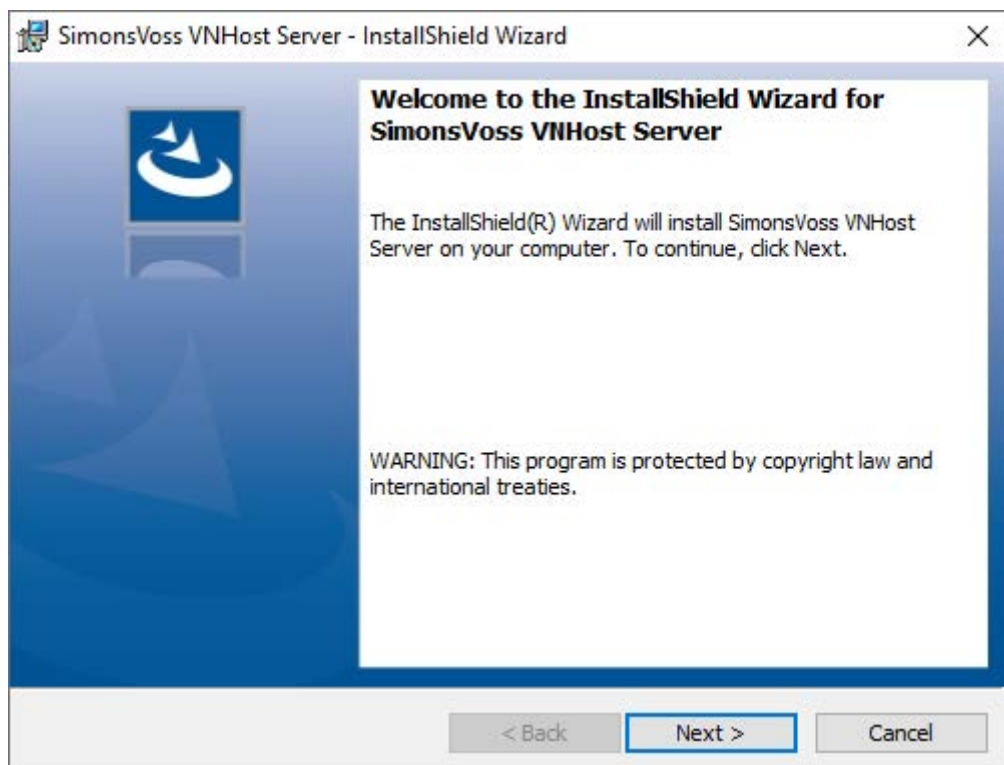 SimonsVoss VNHost Server - InstallShield Wizard
Welcome to the InstallShield Wizard for
SimonsVoss VNHost Server
The InstallShield(R) Wizard will install SimonsVoss VNHost
Server on your computer. To continue, click Next.
WARNING: This program is protected by copyright law and
international treaties.
< Back Next > Cancel